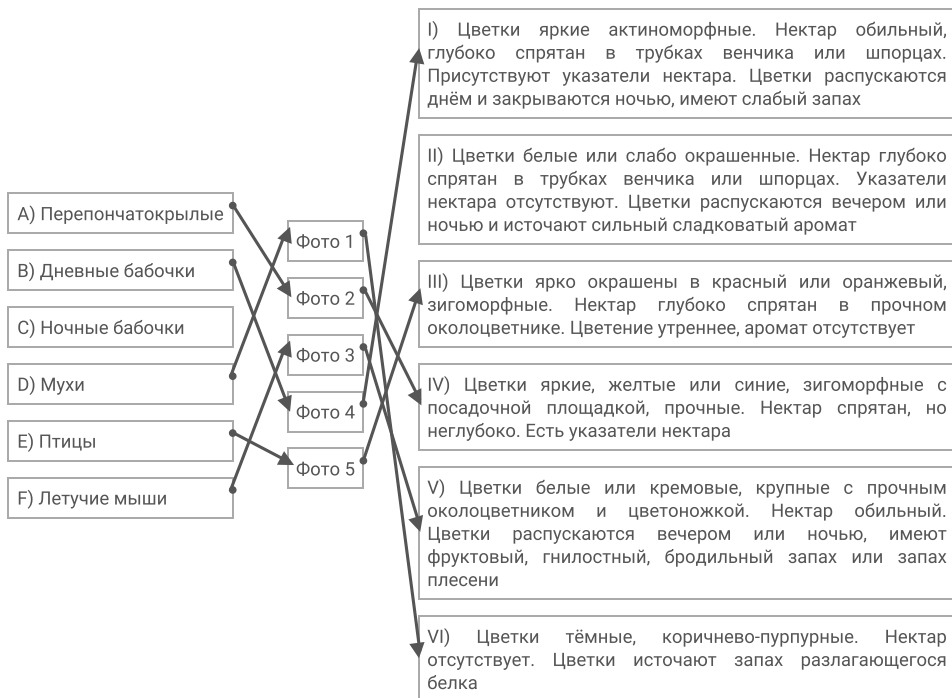 A) Перепончатокрылые
B) Дневные бабочки
C) Ночные бабочки
D) Мухи
E) Птицы
F) Летучие мыши
Фото 1
Фото 2
Фото 3
Фото 4
Фото 5
I) Цветки яркие актиноморфные. Нектар обильный,
глубоко спрятан в трубках венчика или шпорцах.
Присутствуют указатели нектара. Цветки распускаются
днём и закрываются ночью, имеют слабый запах
II) Цветки белые или слабо окрашенные. Нектар глубоко
спрятан в трубках венчика или шпорцах. Указатели
нектара отсутствуют. Цветки распускаются вечером или
ночью и источают сильный сладковатый аромат
III) Цветки ярко окрашены в красный или оранжевый,
зигоморфные. Нектар глубоко спрятан в прочном
околоцветнике. Цветение утреннее, аромат отсутствует
IV) Цветки яркие, желтые или синие, зигоморфные с
посадочной площадкой, прочные. Нектар спрятан, но
неглубоко. Есть указатели нектара
V) Цветки белые или кремовые, крупные с прочным
околоцветником и цветоножкой. Нектар обильный.
Цветки распускаются вечером или ночью, имеют
фруктовый, гнилостный, бродильный запах или запах
плесени
VI) Цветки тёмные, коричнево-пурпурные. Нектар
отсутствует. Цветки источают запах разлагающегося
белка